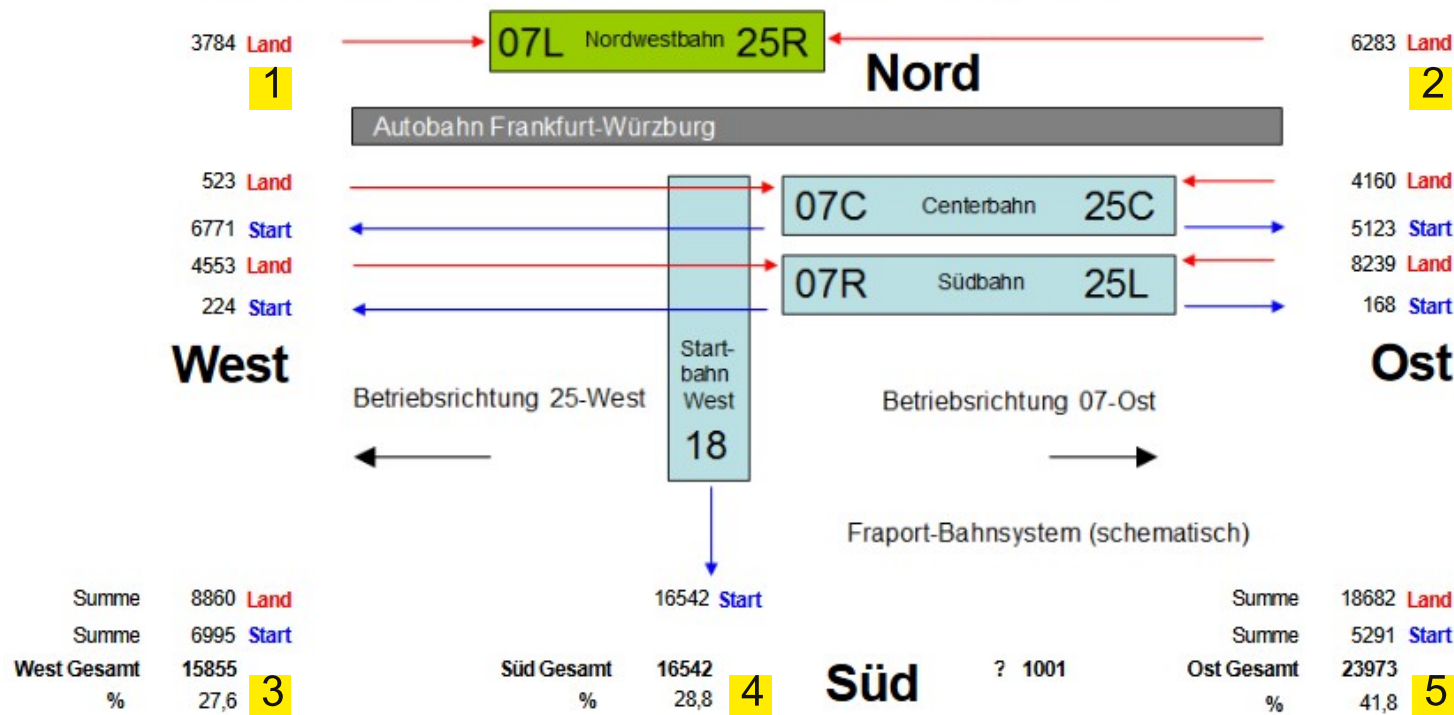 3784 Land
07L Nordwestbahn 25R
6283 Land
1
Nord
2
Autobahn Frankfurt-Würzburg
523 Land
07C Centerbahn 25C
4160 Land
6771 Start
5123 Start
4553 Land
07R Südbahn 25L
8239 Land
224 Start
168 Start
West
Start-
bahn
West
18
Ost
Betriebsrichtung 25-West
Betriebsrichtung 07-Ost
Fraport-Bahnsystem (schematisch)
Summe 8860 Land
16542 Start
Summe 18682 Land
Summe 6995 Start
Summe 5291 Start
West Gesamt 15855
Süd Gesamt 16542
Süd
? 1001
Ost Gesamt 23973
% 27,6 3
% 28,8 4
% 41,8 5